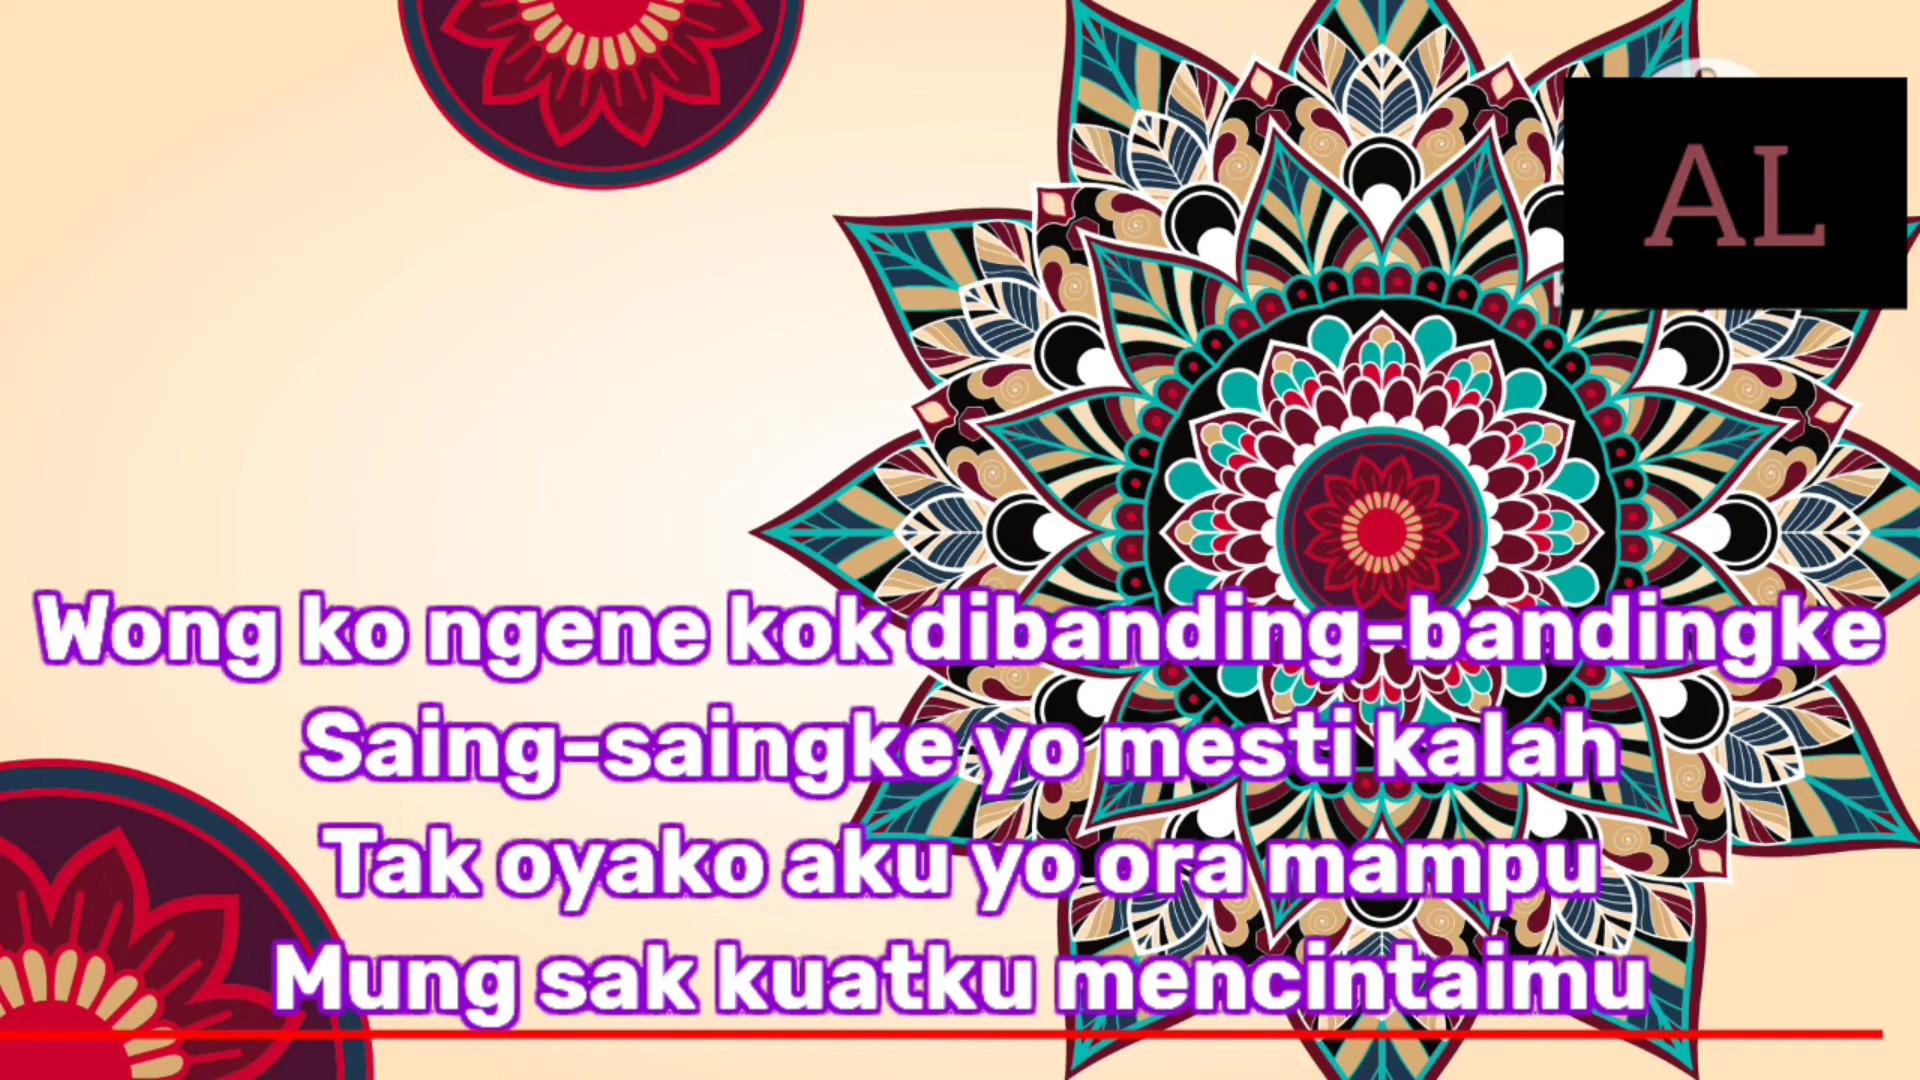 AL
Wong ko ngene kok dibanding-bandingke
Saing-saingke yo mesti kalah
Tak oyako aku yo ora mampu
Mung sak kuatku mencintaimu